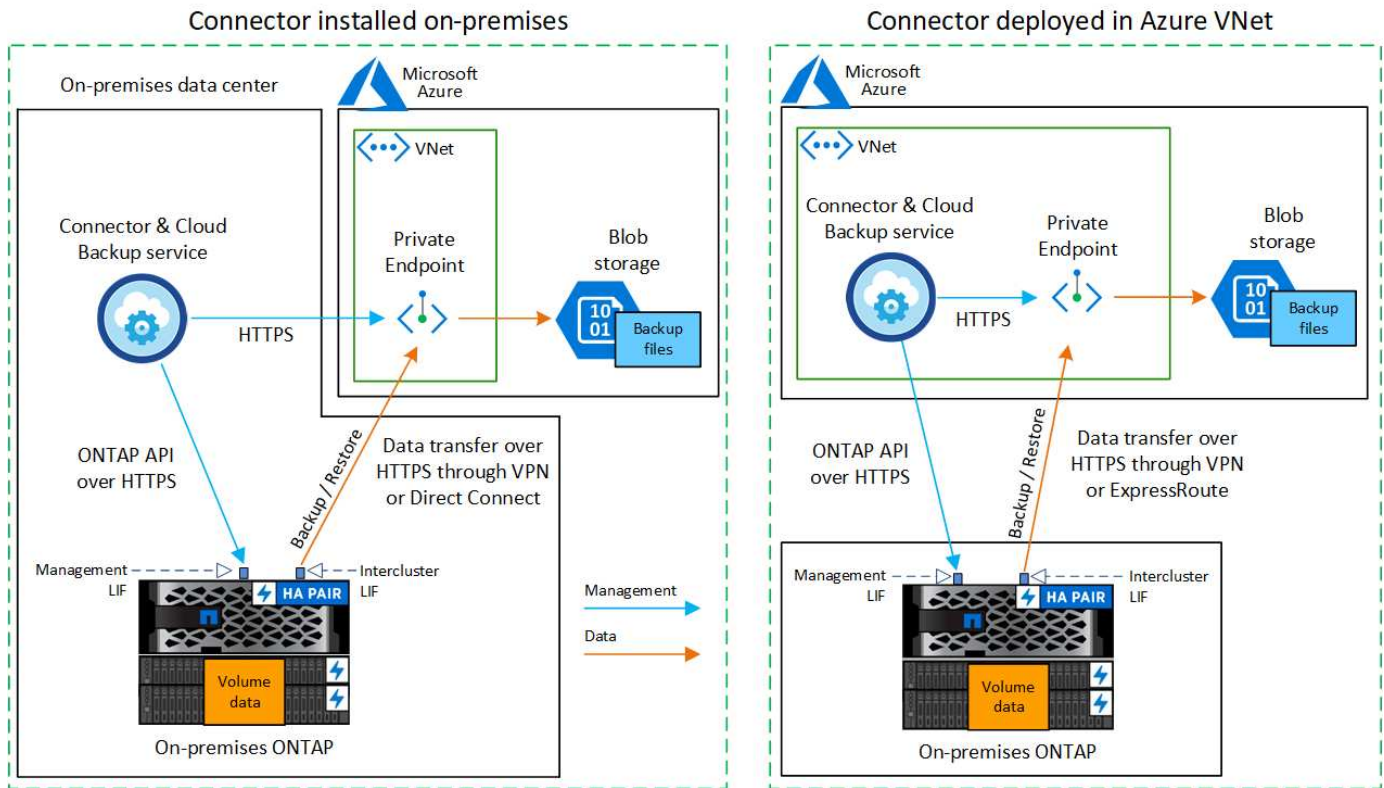 Connector installed on-premises
On-premises data center
Microsoft
Azure
VNet
Connector & Cloud
Backup service
Private
Endpoint
Blob
storage
10
01
Backup
files
HTTPS
ONTAP API
over HTTPS
Backup / Restore
Data transfer over
HTTPS through VPN
or Direct Connect
Management
LIF
Intercluster
LIF
HA PAIR
Volume
data
On-premises ONTAP
Management
Data
Connector deployed in Azure VNet
Microsoft
Azure
VNet
Connector & Cloud
Backup service
Private
Endpoint
Blob
storage
10
01
Backup
files
HTTPS
ONTAP API
over HTTPS
Backup / Restore
Data transfer over
HTTPS through VPN
or ExpressRoute
Management
LIF
Intercluster
LIF
HA PAIR
Volume
data
On-premises ONTAP